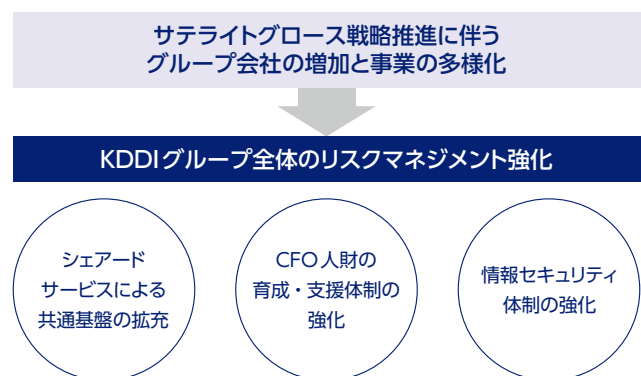 サテライトグロース戦略推進に伴う
グループ会社の増加と事業の多様化
KDDIグループ全体のリスクマネジメント強化
シェアード
サービスによる
共通基盤の拡充
CFO人財の
育成・支援体制の
強化
情報セキュリティ
体制の強化